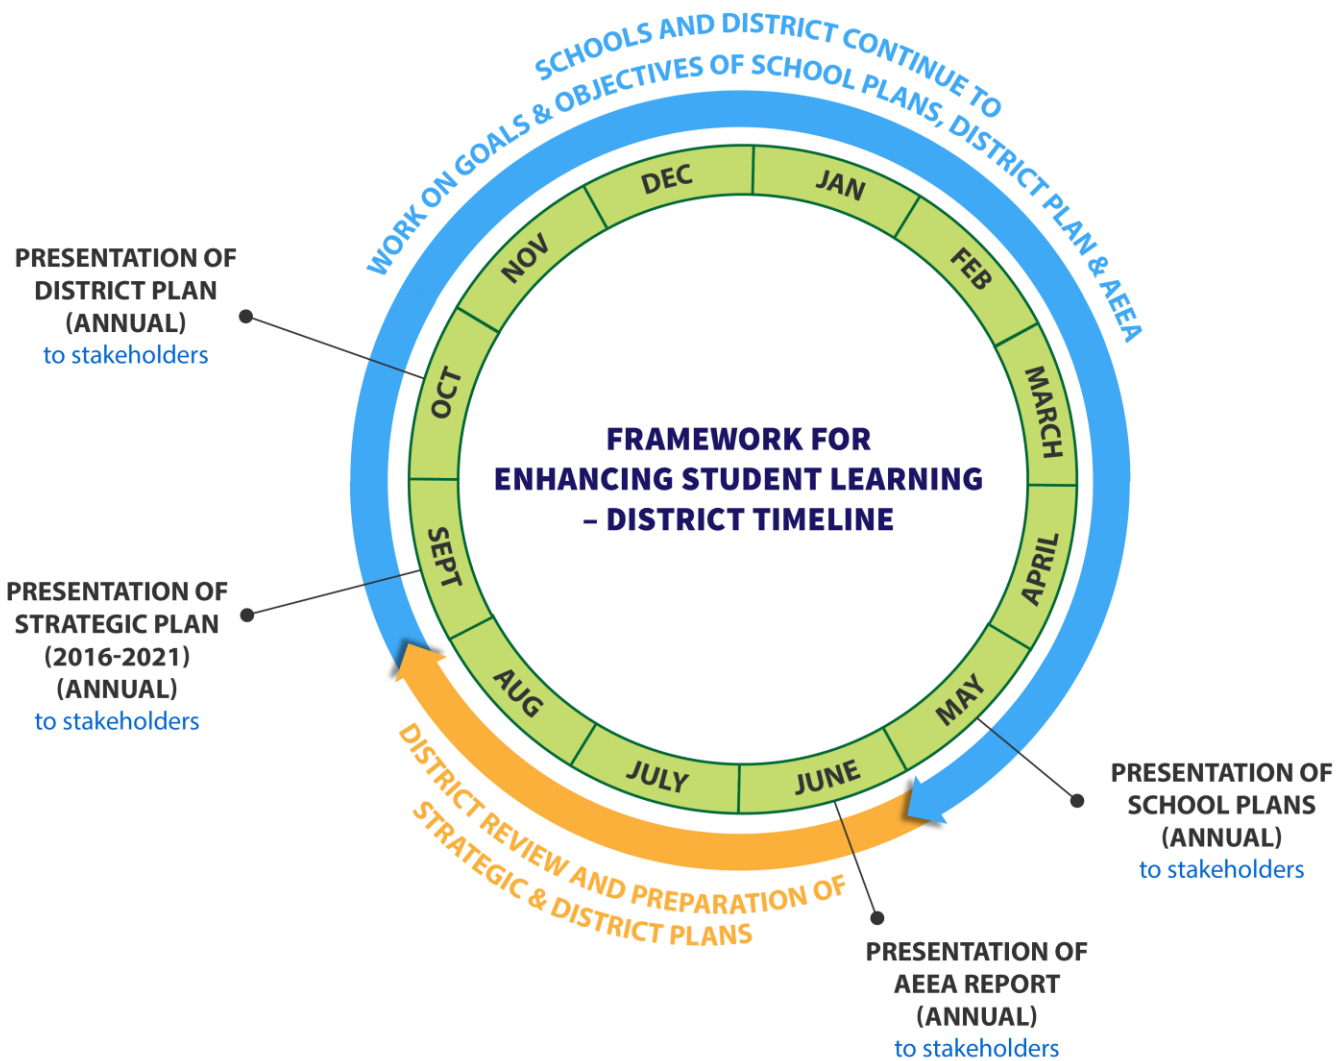 SCHOOLS AND DISTRICT CONTINUE TO
WORK ON GOALS & OBJECTIVES OF SCHOOL PLANS, DISTRICT PLAN & AEEA
DEC
JAN
NOV
FEB
PRESENTATION OF
DISTRICT PLAN
(ANNUAL)
to stakeholders
OCT
MARCH
FRAMEWORK FOR
ENHANCING STUDENT LEARNING
– DISTRICT TIMELINE
SEPT
APRIL
PRESENTATION OF
STRATEGIC PLAN
(2016-2021)
(ANNUAL)
to stakeholders
AUG
MAY
JULY
JUNE
PRESENTATION OF
SCHOOL PLANS
(ANNUAL)
to stakeholders
DISTRICT REVIEW AND PREPARATION OF
STRATEGIC & DISTRICT PLANS
PRESENTATION OF
AEEA REPORT
(ANNUAL)
to stakeholders